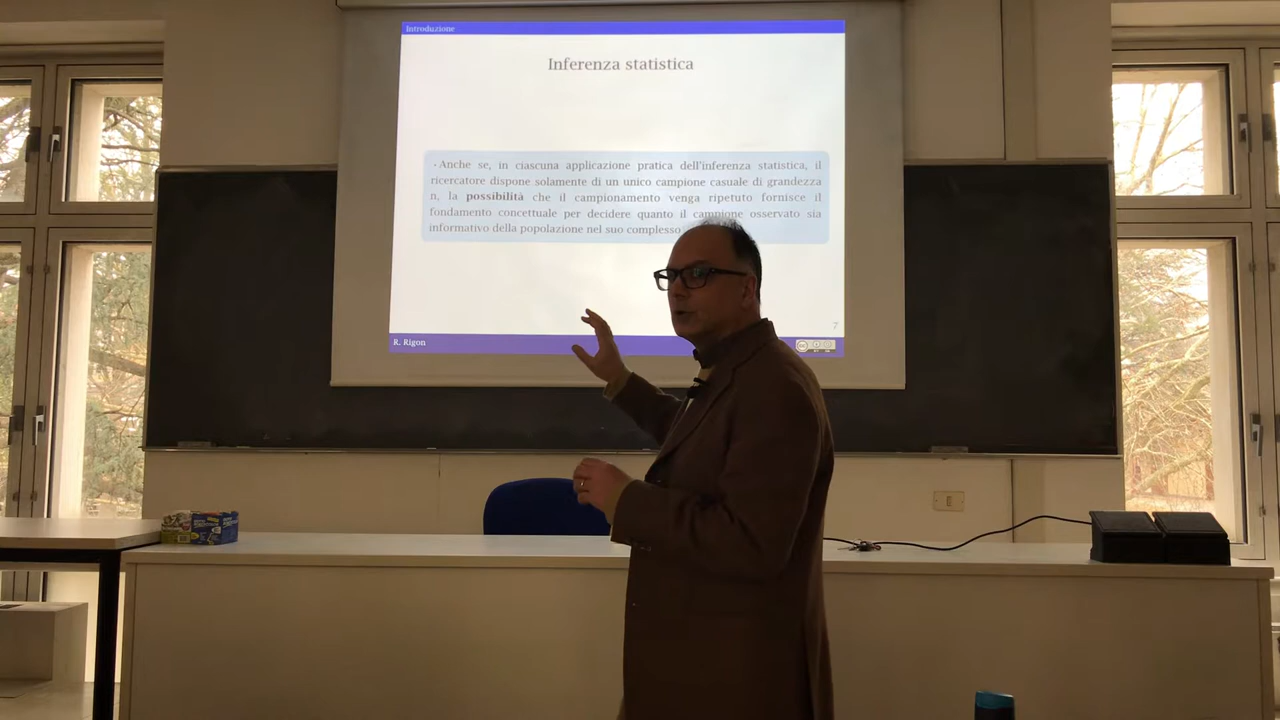 Introduzione
Inferenza statistica
- Anche se, in ciascuna applicazione pratica dell'inferenza statistica, il
ricercatore dispone solamente di un unico campione casuale di grandezza
n, la possibilità che il campionamento venga ripetuto fornisce il
fondamento concettuale per decidere quanto il campione osservato sia
informativo della popolazione nel suo complesso
7
R. Rigon